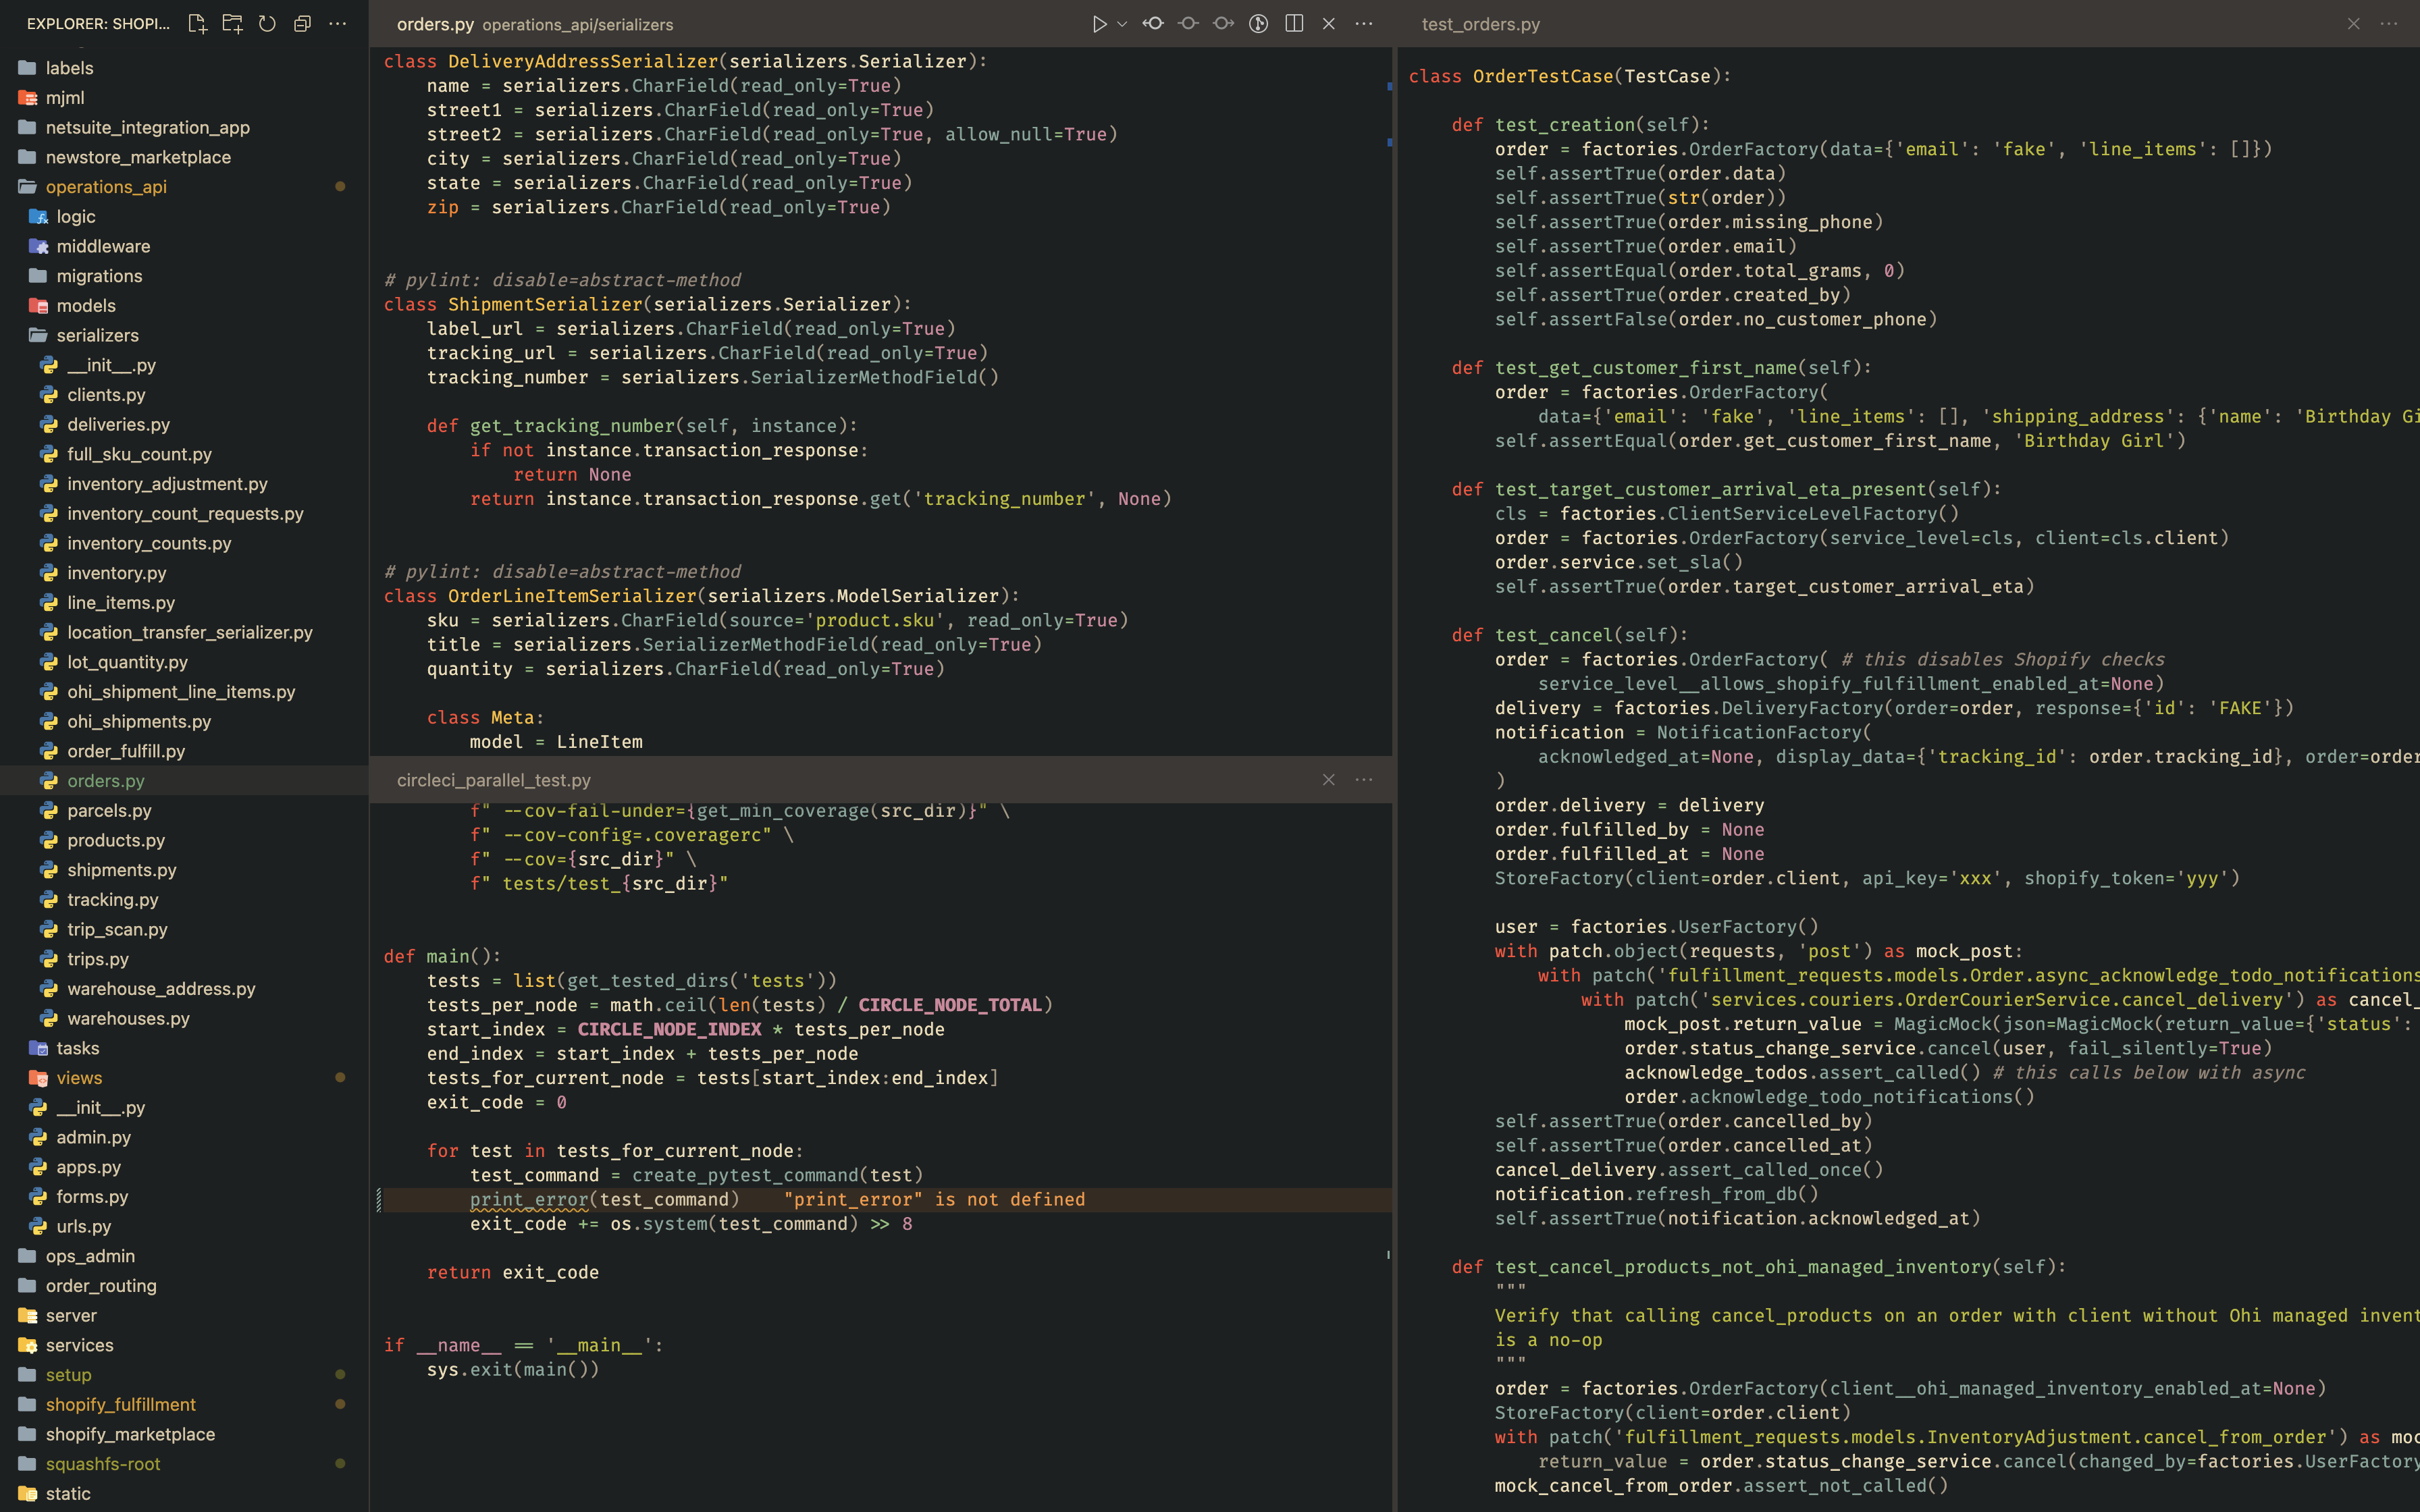 EXPLORER: SHOPI...
labels
mjml
netsuite_integration_app
newstore_marketplace
operations_api
logic
middleware
migrations
models
serializers
__init__.py
clients.py
deliveries.py
full_sku_count.py
inventory_adjustment.py
inventory_count_requests.py
inventory_counts.py
inventory.py
line_items.py
location_transfer_serializer.py
lot_quantity.py
ohi_shipment_line_items.py
ohi_shipments.py
order_fulfill.py
orders.py
parcels.py
products.py
shipments.py
tracking.py
trip_scan.py
trips.py
warehouse_address.py
warehouses.py
tasks
views
__init__.py
admin.py
apps.py
forms.py
urls.py
ops_admin
order_routing
server
services
setup
shopify_fulfillment
shopify_marketplace
squashfs-root
static
orders.py operations_api/serializers
class DeliveryAddressSerializer(serializers.Serializer):
    name = serializers.CharField(read_only=True)
    street1 = serializers.CharField(read_only=True)
    street2 = serializers.CharField(read_only=True, allow_null=True)
    city = serializers.CharField(read_only=True)
    state = serializers.CharField(read_only=True)
    zip = serializers.CharField(read_only=True)
# pylint: disable=abstract-method
class ShipmentSerializer(serializers.Serializer):
    label_url = serializers.CharField(read_only=True)
    tracking_url = serializers.CharField(read_only=True)
    tracking_number = serializers.SerializerMethodField()
    def get_tracking_number(self, instance):
        if not instance.transaction_response:
            return None
        return instance.transaction_response.get('tracking_number', None)
# pylint: disable=abstract-method
class OrderLineItemSerializer(serializers.ModelSerializer):
    sku = serializers.CharField(source='product.sku', read_only=True)
    title = serializers.SerializerMethodField(read_only=True)
    quantity = serializers.CharField(read_only=True)
    class Meta:
        model = LineItem
circleci_parallel_test.py
        f" --cov-fail-under={get_min_coverage(src_dir)}" \
        f" --cov-config=.coveragerc" \
        f" --cov={src_dir}" \
        f" tests/test_{src_dir}"
def main():
    tests = list(get_tested_dirs('tests'))
    tests_per_node = math.ceil(len(tests) / CIRCLE_NODE_TOTAL)
    start_index = CIRCLE_NODE_INDEX * tests_per_node
    end_index = start_index + tests_per_node
    tests_for_current_node = tests[start_index:end_index]
    exit_code = 0
    for test in tests_for_current_node:
        test_command = create_pytest_command(test)
        print_error(test_command)    "print_error" is not defined
        exit_code += os.system(test_command) >> 8
    return exit_code
if __name__ == '__main__':
    sys.exit(main())
test_orders.py
class OrderTestCase(TestCase):
    def test_creation(self):
        order = factories.OrderFactory(data={'email': 'fake', 'line_items': []})
        self.assertTrue(order.data)
        self.assertTrue(str(order))
        self.assertTrue(order.missing_phone)
        self.assertTrue(order.email)
        self.assertEqual(order.total_grams, 0)
        self.assertTrue(order.created_by)
        self.assertFalse(order.no_customer_phone)
    def test_get_customer_first_name(self):
        order = factories.OrderFactory(
            data={'email': 'fake', 'line_items': [], 'shipping_address': {'name': 'Birthday Gi
        self.assertEqual(order.get_customer_first_name, 'Birthday Girl')
    def test_target_customer_arrival_eta_present(self):
        cls = factories.ClientServiceLevelFactory()
        order = factories.OrderFactory(service_level=cls, client=cls.client)
        order.service.set_sla()
        self.assertTrue(order.target_customer_arrival_eta)
    def test_cancel(self):
        order = factories.OrderFactory( # this disables Shopify checks
            service_level__allows_shopify_fulfillment_enabled_at=None)
        delivery = factories.DeliveryFactory(order=order, response={'id': 'FAKE'})
        notification = NotificationFactory(
            acknowledged_at=None, display_data={'tracking_id': order.tracking_id}, order=order
        )
        order.delivery = delivery
        order.fulfilled_by = None
        order.fulfilled_at = None
        StoreFactory(client=order.client, api_key='xxx', shopify_token='yyy')
        user = factories.UserFactory()
        with patch.object(requests, 'post') as mock_post:
            with patch('fulfillment_requests.models.Order.async_acknowledge_todo_notifications
                with patch('services.couriers.OrderCourierService.cancel_delivery') as cancel_
                    mock_post.return_value = MagicMock(json=MagicMock(return_value={'status':
                    order.status_change_service.cancel(user, fail_silently=True)
                    acknowledge_todos.assert_called() # this calls below with async
                    order.acknowledge_todo_notifications()
        self.assertTrue(order.cancelled_by)
        self.assertTrue(order.cancelled_at)
        cancel_delivery.assert_called_once()
        notification.refresh_from_db()
        self.assertTrue(notification.acknowledged_at)
    def test_cancel_products_not_ohi_managed_inventory(self):
        """
        Verify that calling cancel_products on an order with client without Ohi managed invent
        is a no-op
        """
        order = factories.OrderFactory(client__ohi_managed_inventory_enabled_at=None)
        StoreFactory(client=order.client)
        with patch('fulfillment_requests.models.InventoryAdjustment.cancel_from_order') as moc
            return_value = order.status_change_service.cancel(changed_by=factories.UserFactory
        mock_cancel_from_order.assert_not_called()